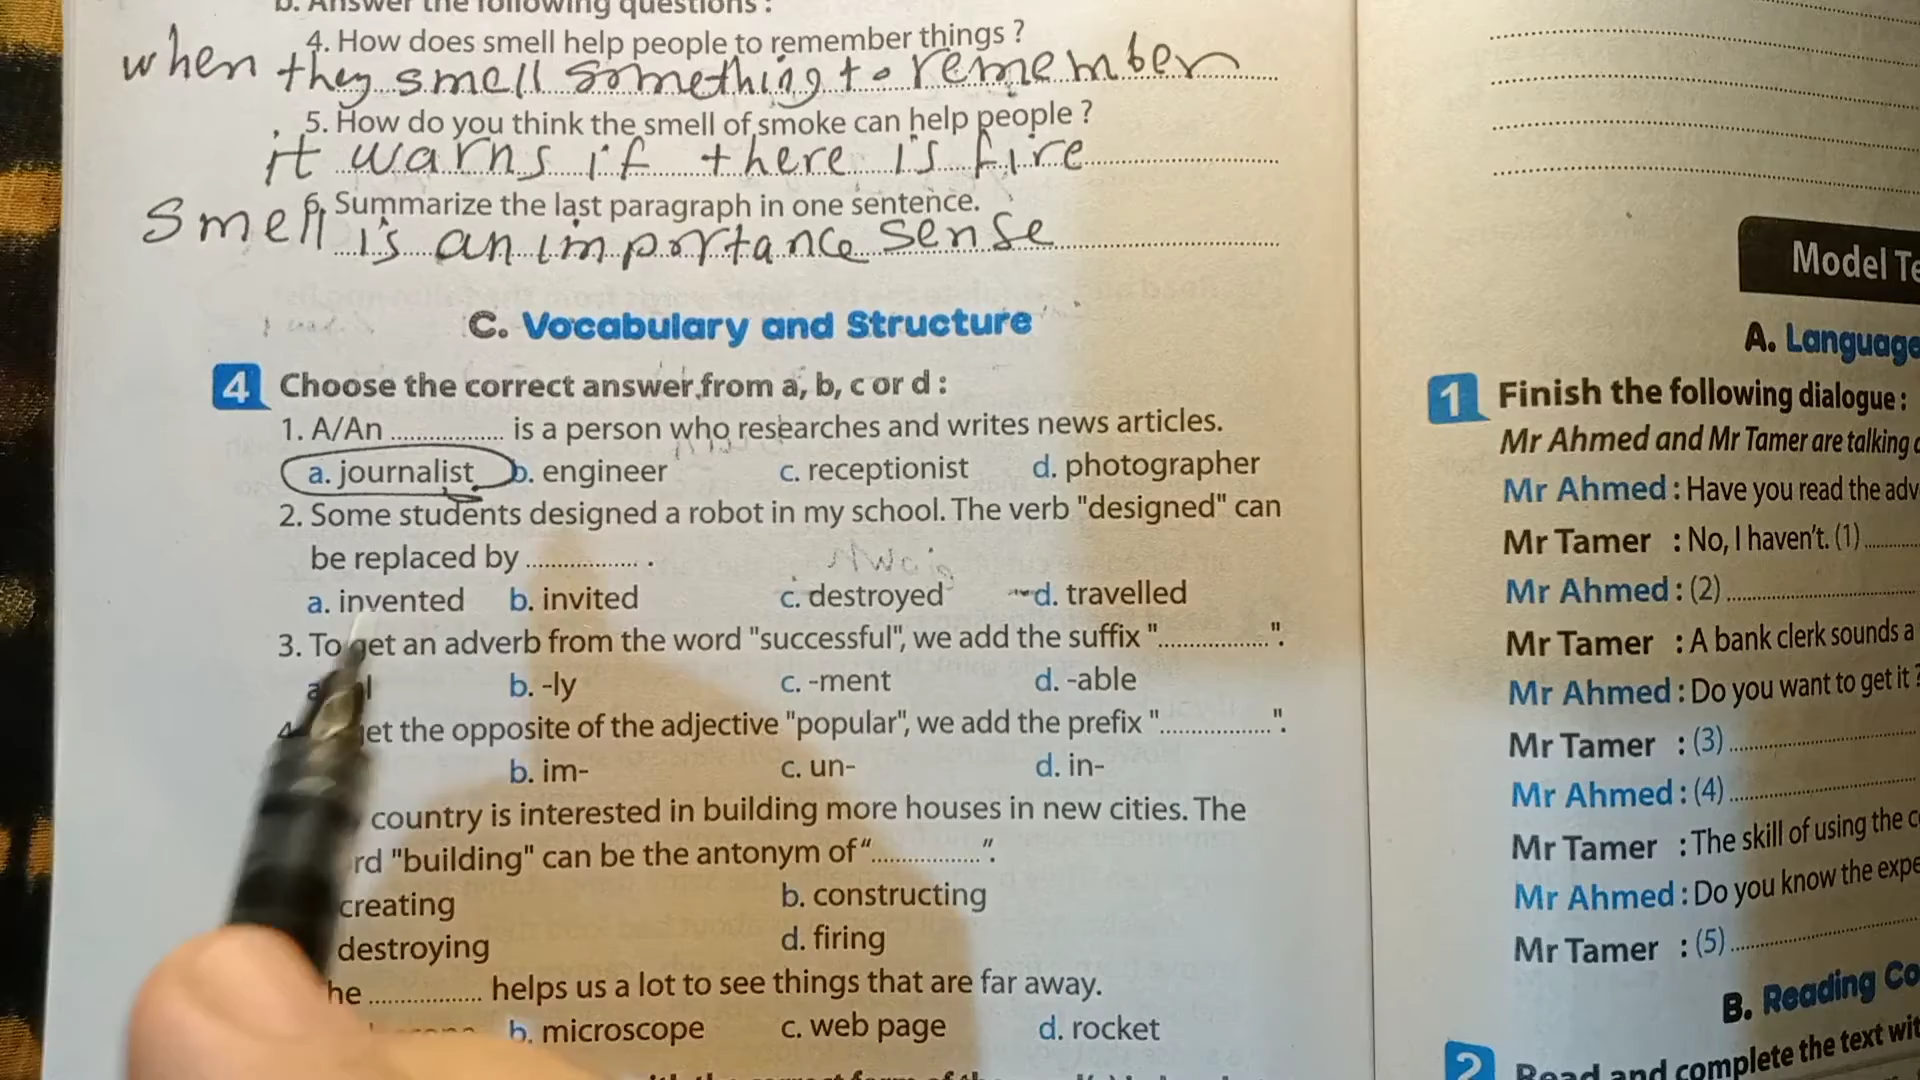 b. Answer the following questions :
4. How does smell help people to remember things ?
when they smell something to remember
5. How do you think the smell of smoke can help people ?
it warns if there is fire
6. Summarize the last paragraph in one sentence.
Smell is an importance sense
C. Vocabulary and Structure
4 Choose the correct answer from a, b, c or d :
1. A/An ................. is a person who researches and writes news articles.
a. journalist b. engineer c. receptionist d. photographer
2. Some students designed a robot in my school. The verb "designed" can
be replaced by ................. .
a. invented b. invited c. destroyed d. travelled
3. To get an adverb from the word "successful", we add the suffix ".................".
b. -ly c. -ment d. -able
get the opposite of the adjective "popular", we add the prefix ".................".
b. im- c. un- d. in-
country is interested in building more houses in new cities. The
"building" can be the antonym of “.................”.
creating b. constructing
destroying d. firing
................. helps us a lot to see things that are far away.
b. microscope c. web page d. rocket
Model
A. Language
1 Finish the following dialogue :
Mr Ahmed and Mr Tamer are talking
Mr Ahmed : Have you read the
Mr Tamer : No, I haven't. (1)
Mr Ahmed : (2)
Mr Tamer : A bank clerk sounds a
Mr Ahmed : Do you want to get it ?
Mr Tamer : (3)
Mr Ahmed : (4)
Mr Tamer : The skill of using the
Mr Ahmed : Do you know the
Mr Tamer : (5)
B. Reading
2 Read and complete the text